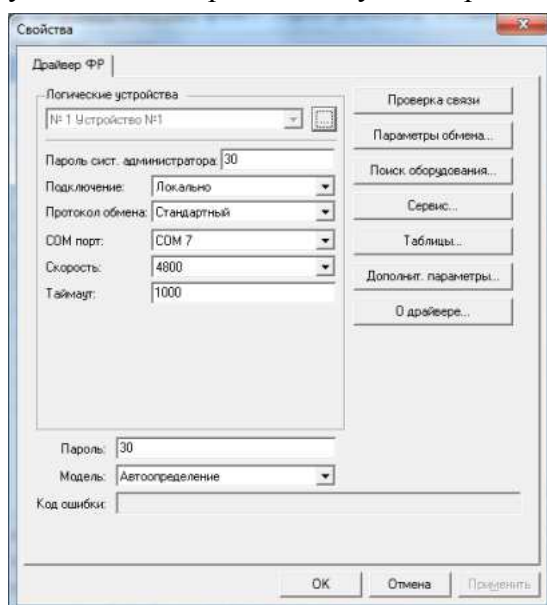 Свойства
Драйвер ФР
Логические устройства
№ 1 Устройство №1
...
Пароль сист. администратора: 30
Подключение: Локально
Протокол обмена: Стандартный
COM порт: COM 7
Скорость: 4800
Таймаут: 1000
Проверка связи
Параметры обмена...
Поиск оборудования...
Сервис...
Таблицы...
Дополнит. параметры...
О драйвере...
Пароль: 30
Модель: Автоопределение
Код ошибки:
OK
Отмена
Применить